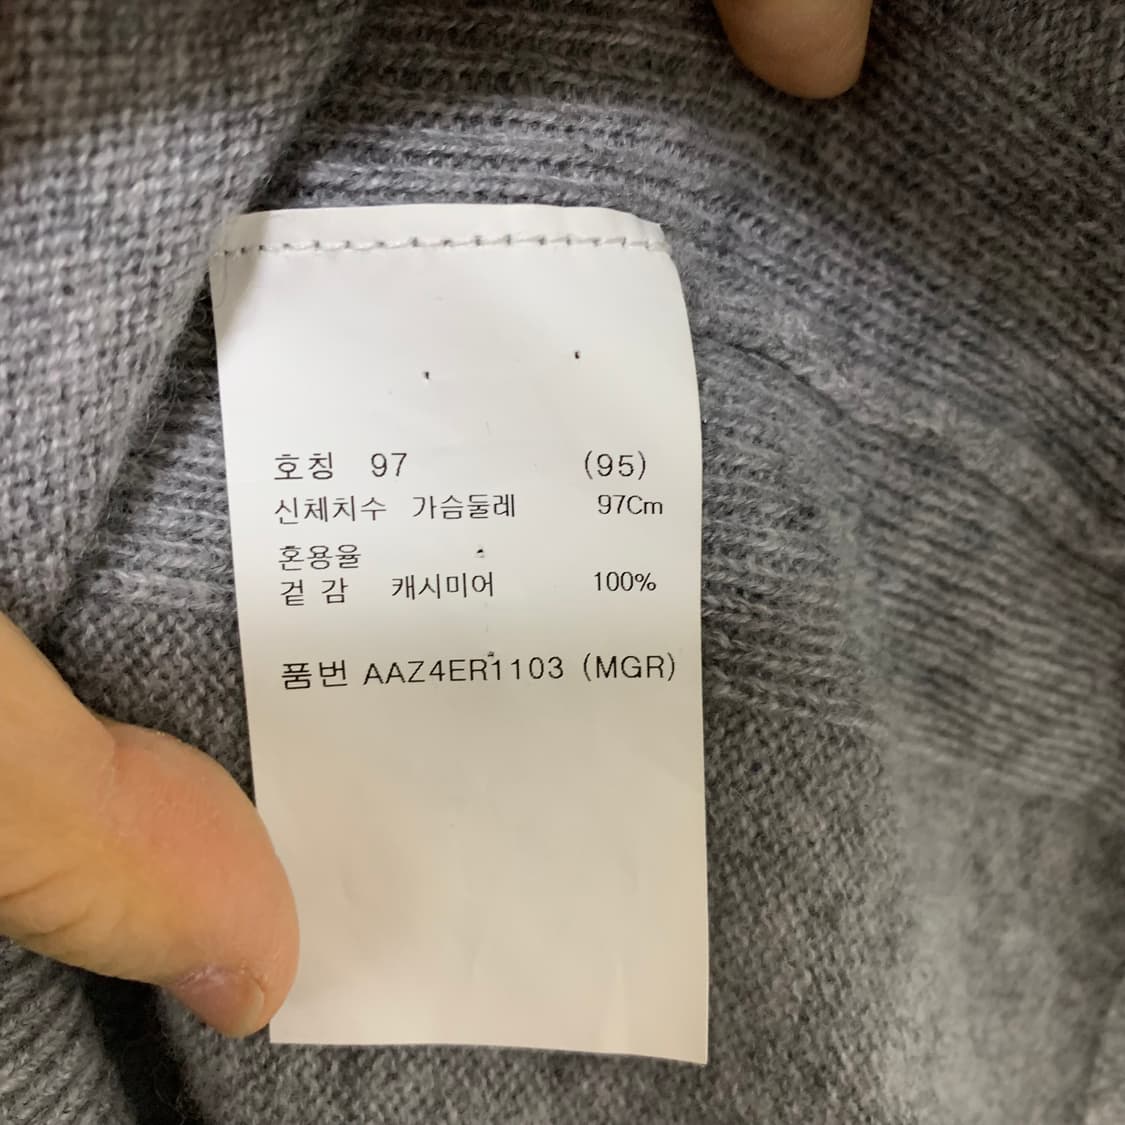 호칭 97 (95)
신체치수 가슴둘레 97Cm
혼용율
겉 감 캐시미어 100%
품번 AAZ4ER1103 (MGR)